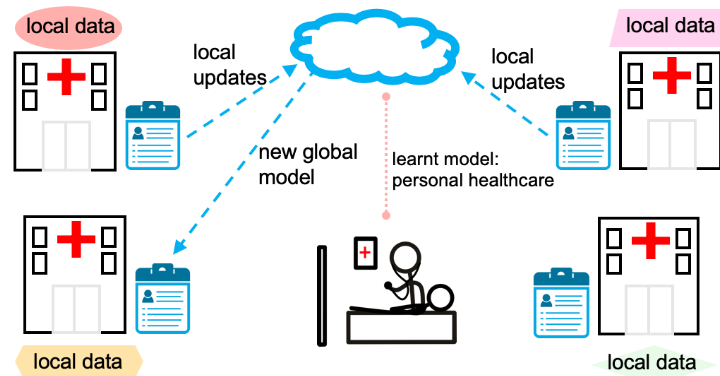 local data
local data
local
updates
local
updates
new global
model
learnt model:
personal healthcare
local data
local data